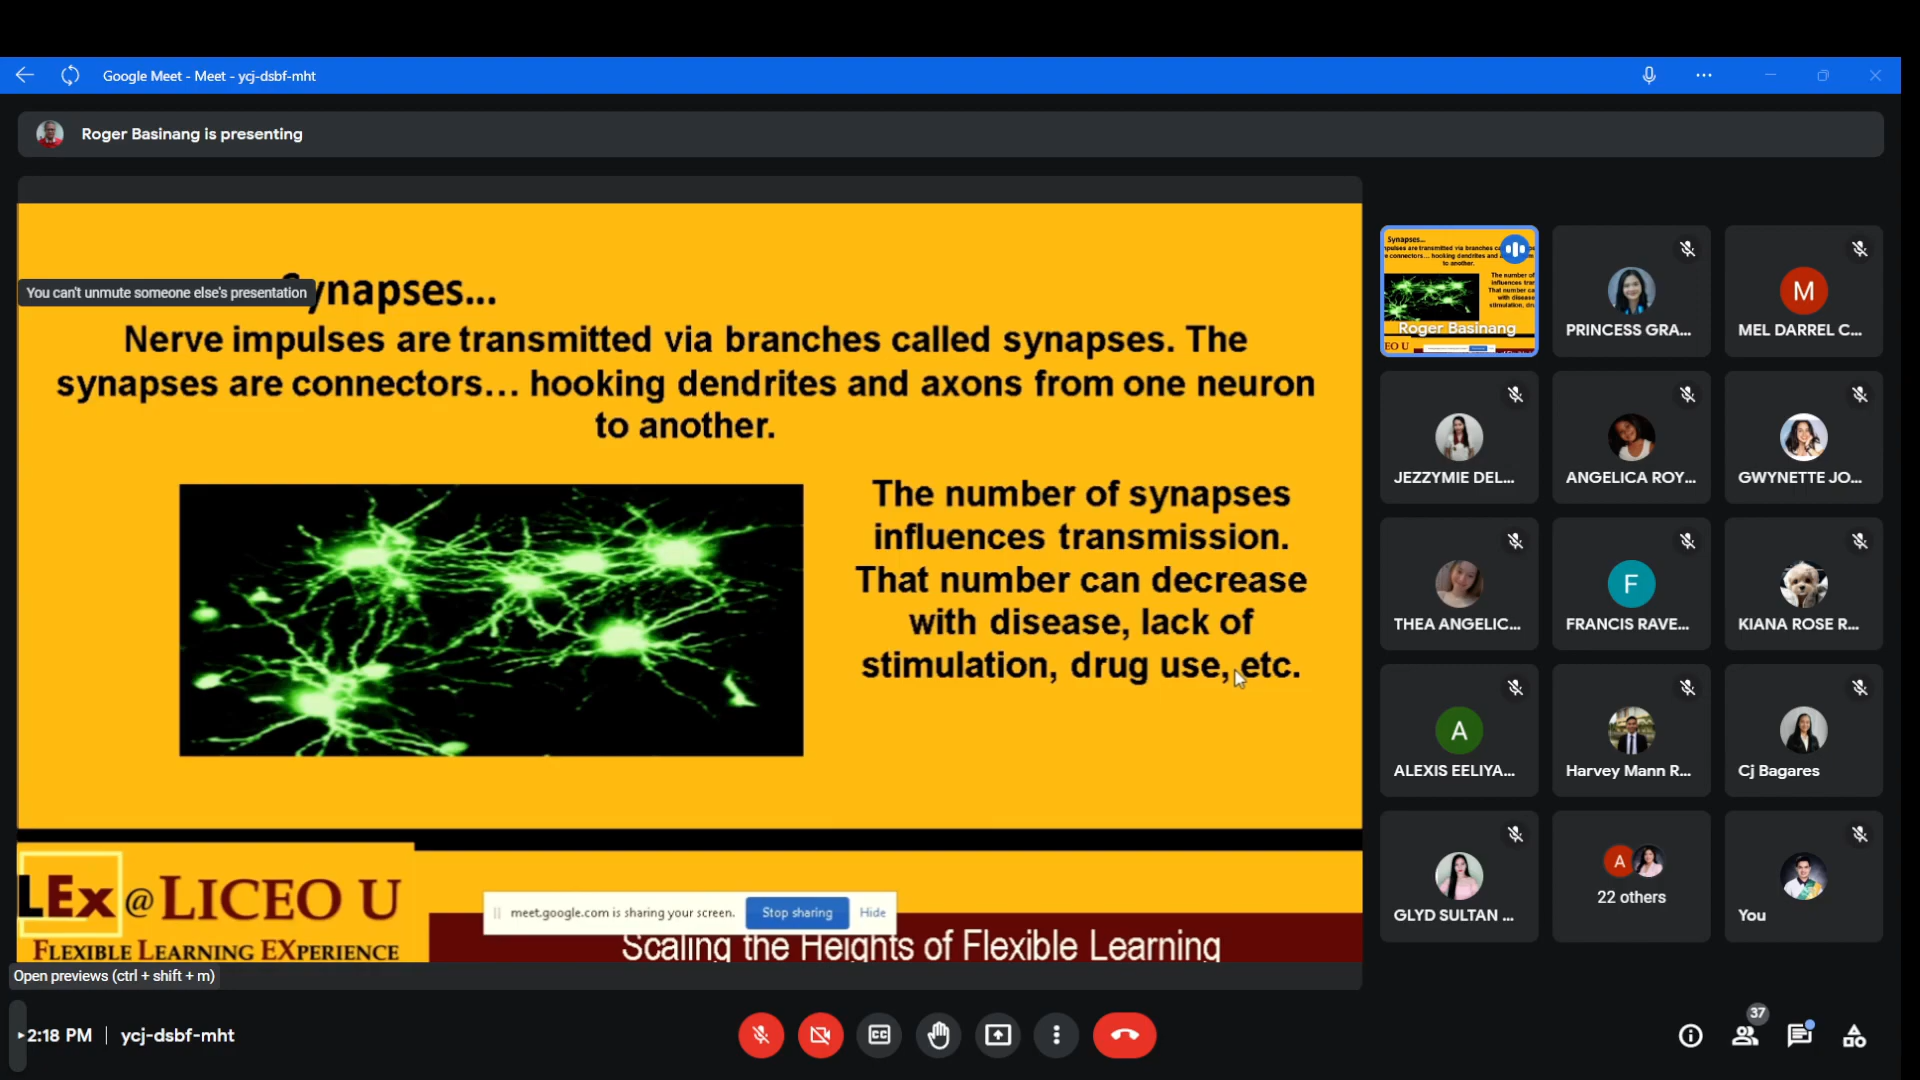 Google Meet - Meet - ycj-dsbf-mht
Roger Basinang is presenting
You can't unmute someone else's presentation
ynapses...
Nerve impulses are transmitted via branches called synapses. The
synapses are connectors... hooking dendrites and axons from one neuron
to another.
The number of synapses
influences transmission.
That number can decrease
with disease, lack of
stimulation, drug use, etc.
LEx @ LICEO U
FLEXIBLE LEARNING EXPERIENCE
meet.google.com is sharing your screen.
Stop sharing
Hide
Scaling the Heights of Flexible Learning
Open previews (ctrl + shift + m)
2:18 PM | ycj-dsbf-mht
Synapses...
to another.
Roger Basinang
EO U
PRINCESS GRA...
M
MEL DARREL C...
JEZZYMIE DEL...
ANGELICA ROY...
GWYNETTE JO...
THEA ANGELIC...
F
FRANCIS RAVE...
KIANA ROSE R...
A
ALEXIS EELIYA...
Harvey Mann R...
Cj Bagares
GLYD SULTAN ...
A
22 others
You
CC
37